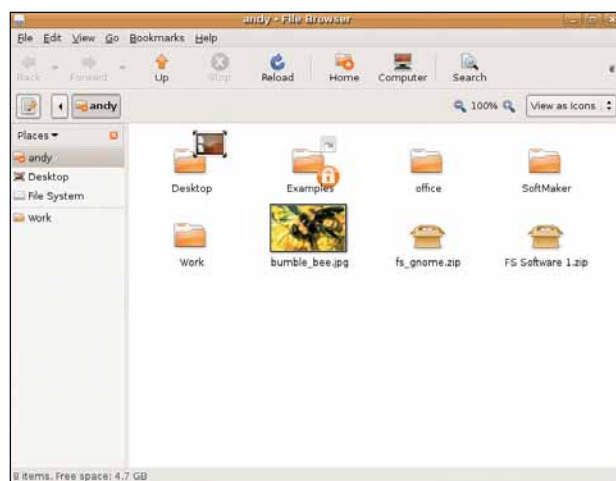 andy - File Browser
File Edit View Go Bookmarks Help
Back Forward Up Stop Reload Home Computer Search
andy 100% View as Icons
Places
andy
Desktop
File System
Work
Desktop Examples office SoftMaker
Work bumble_bee.jpg fs_gnome.zip FS Software 1.zip
8 items, Free space: 4.7 GB